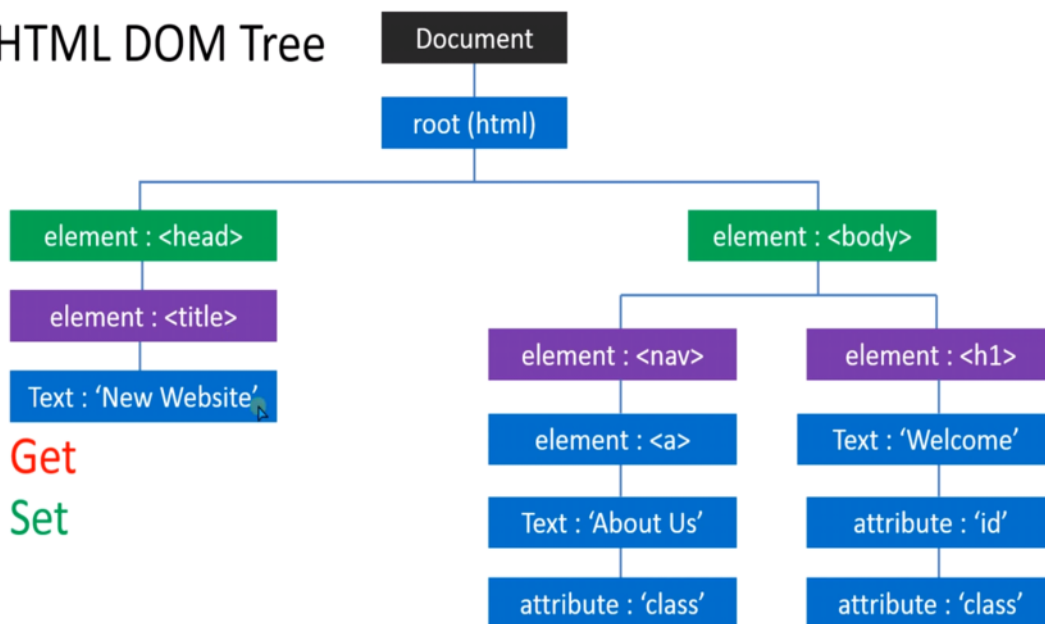 HTML DOM Tree
Document
root (html)
element : <head>
element : <body>
element : <title>
element : <nav>
element : <h1>
Text : ‘New Website’
element : <a>
Text : ‘Welcome’
Get
Set
Text : ‘About Us’
attribute : ‘id’
attribute : ‘class’
attribute : ‘class’